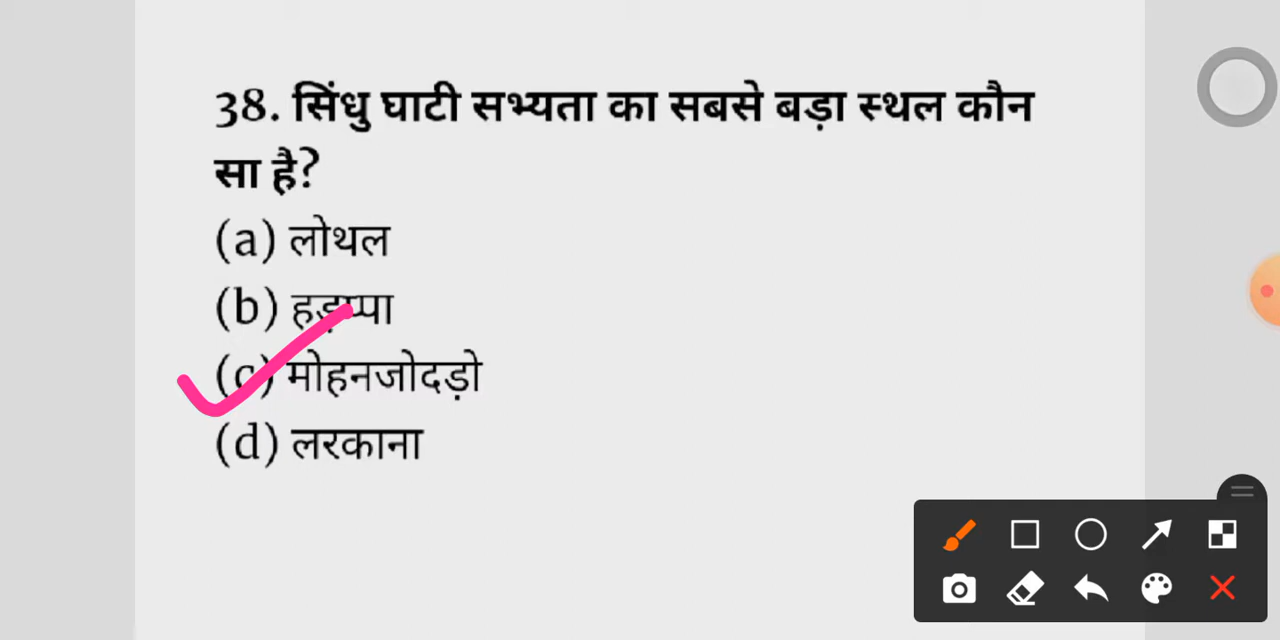 38. सिंधु घाटी सभ्यता का सबसे बड़ा स्थल कौन
सा है?
(a) लोथल
(b) हड़प्पा
(c) मोहनजोदड़ो
(d) लरकाना